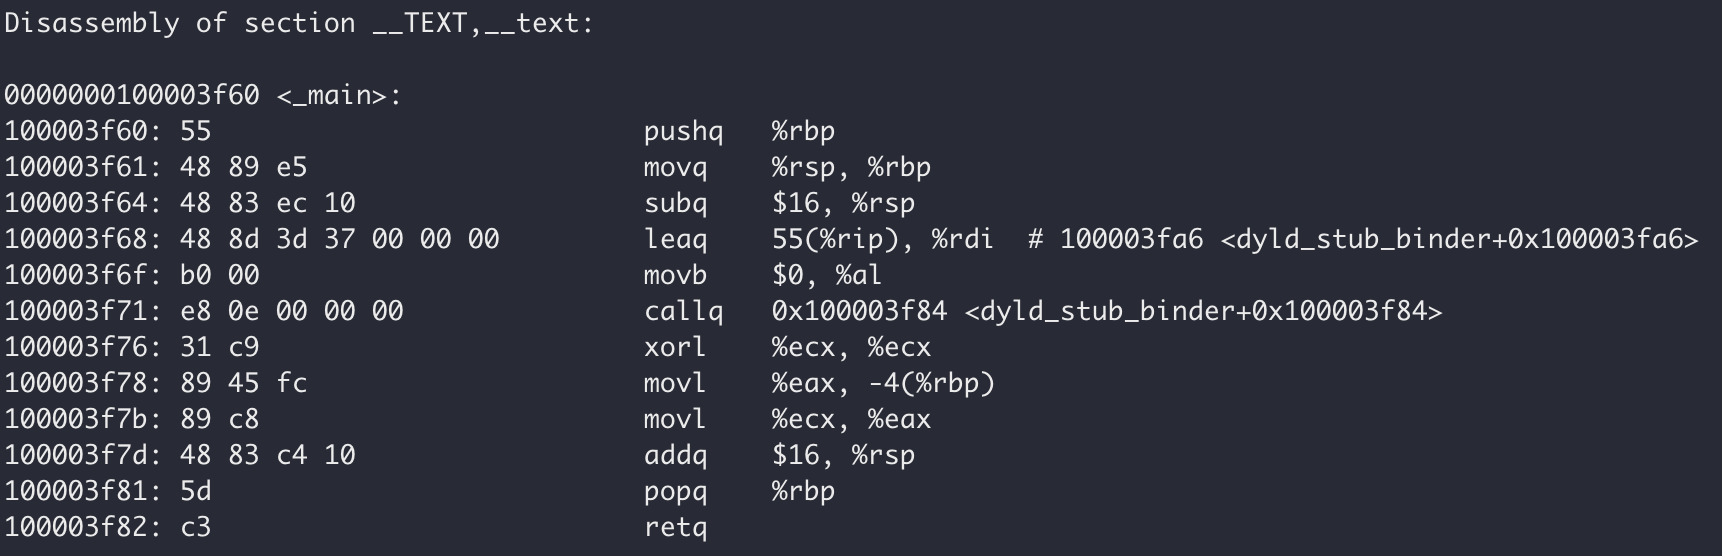 Disassembly of section __TEXT,__text:

0000000100003f60 <_main>:
100003f60: 55                           pushq   %rbp
100003f61: 48 89 e5                     movq    %rsp, %rbp
100003f64: 48 83 ec 10                  subq    $16, %rsp
100003f68: 48 8d 3d 37 00 00 00         leaq    55(%rip), %rdi  # 100003fa6 <dyld_stub_binder+0x100003fa6>
100003f6f: b0 00                        movb    $0, %al
100003f71: e8 0e 00 00 00               callq   0x100003f84 <dyld_stub_binder+0x100003f84>
100003f76: 31 c9                        xorl    %ecx, %ecx
100003f78: 89 45 fc                     movl    %eax, -4(%rbp)
100003f7b: 89 c8                        movl    %ecx, %eax
100003f7d: 48 83 c4 10                  addq    $16, %rsp
100003f81: 5d                           popq    %rbp
100003f82: c3                           retq